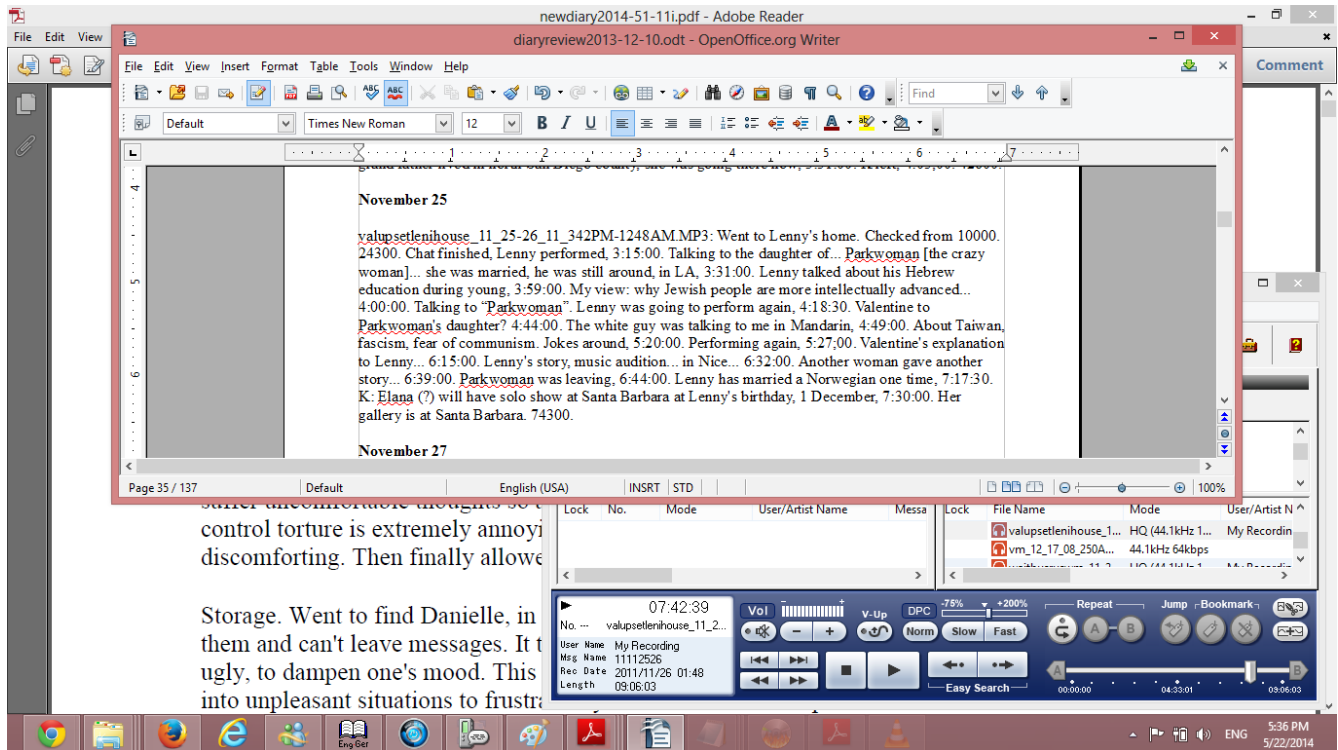 newdiary2014-51-11i.pdf - Adobe Reader
File Edit View
Comment
diaryreview2013-12-10.odt - OpenOffice.org Writer
File Edit View Insert Format Table Tools Window Help
Find
Default Times New Roman 12
1 2 3 4 5 6 7
November 25
valupsetlenihouse_11_25-26_11_342PM-1248AM.MP3: Went to Lenny's home. Checked from 10000.
24300. Chat finished, Lenny performed, 3:15:00. Talking to the daughter of... Parkwoman [the crazy
woman]... she was married, he was still around, in LA, 3:31:00. Lenny talked about his Hebrew
education during young, 3:59:00. My view: why Jewish people are more intellectually advanced...
4:00:00. Talking to “Parkwoman”. Lenny was going to perform again, 4:18:30. Valentine to
Parkwoman's daughter? 4:44:00. The white guy was talking to me in Mandarin, 4:49:00. About Taiwan,
fascism, fear of communism. Jokes around, 5:20:00. Performing again, 5:27;00. Valentine's explanation
to Lenny... 6:15:00. Lenny's story, music audition... in Nice... 6:32:00. Another woman gave another
story... 6:39:00. Parkwoman was leaving, 6:44:00. Lenny has married a Norwegian one time, 7:17:30.
K: Elana (?) will have solo show at Santa Barbara at Lenny's birthday, 1 December, 7:30:00. Her
gallery is at Santa Barbara. 74300.
November 27
Page 35 / 137 Default English (USA) INSRT STD 100%
control torture is extremely annoyi
discomforting. Then finally allowe
Storage. Went to find Danielle, in
them and can't leave messages. It t
ugly, to dampen one's mood. This
into unpleasant situations to frustra
Lock No. Mode User/Artist Name Messa
Lock File Name Mode User/Artist N
valupsetlenihouse_1... HQ (44.1kHz 1... My Recordin
vm_12_17_08_250A... 44.1kHz 64kbps
07:42:39
No. --- valupsetlenihouse_11_2...
User Name My Recording
Msg Name 11112526
Rec Date 2011/11/26 01:48
Length 09:06:03
Vol V-Up DPC -75% +200%
Norm Slow Fast
Easy Search
Repeat Jump Bookmark
A-B
A B
00:00:00 04:33:01 09:06:03
Eng Ger
ENG
5:36 PM
5/22/2014